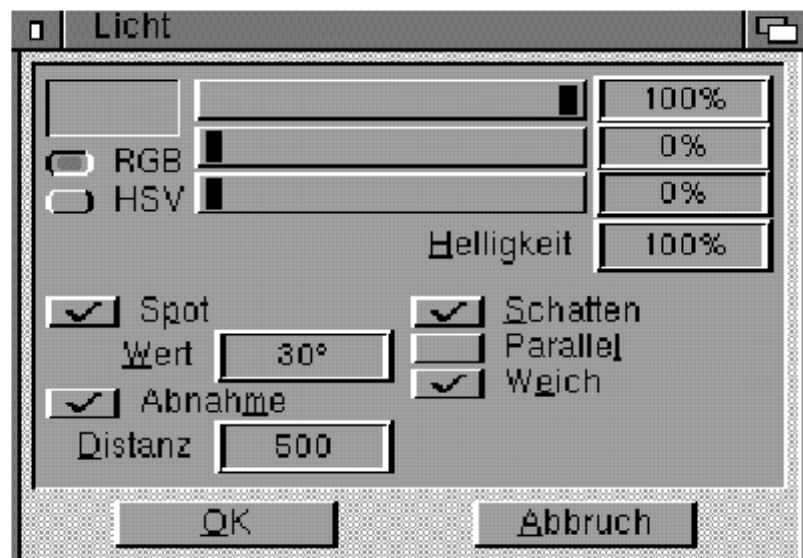 Licht
100%
RGB 0%
HSV 0%
Helligkeit 100%
Spot
Wert 30°
Abnahme
Distanz 500
Schatten
Parallel
Weich
OK Abbruch